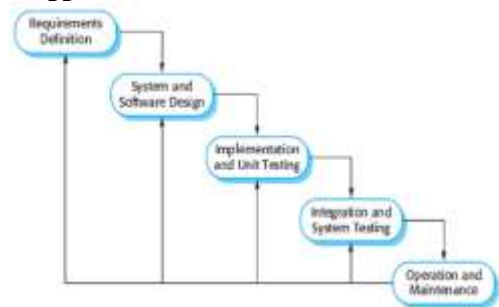 Requirements
Definition
System and
Software Design
Implementation
and Unit Testing
Integration and
System Testing
Operation and
Maintenance